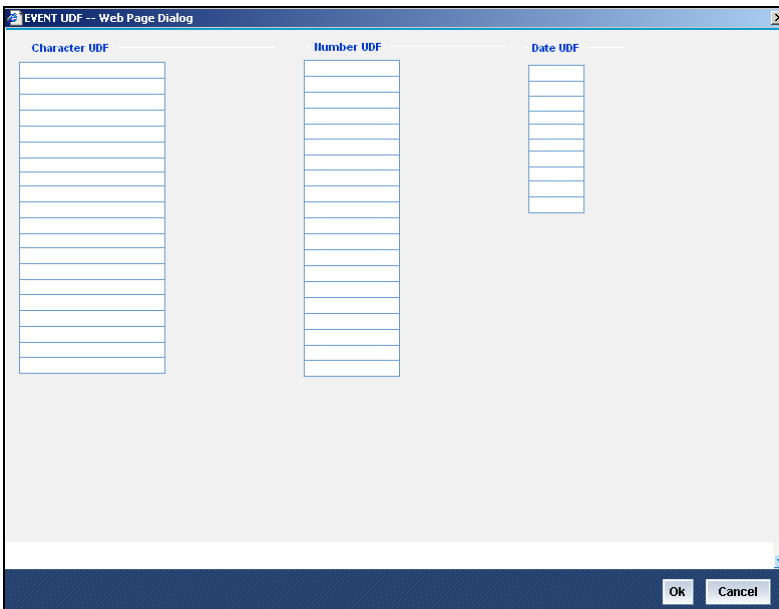 EVENT UDF -- Web Page Dialog
Character UDF
Number UDF
Date UDF
Ok
Cancel